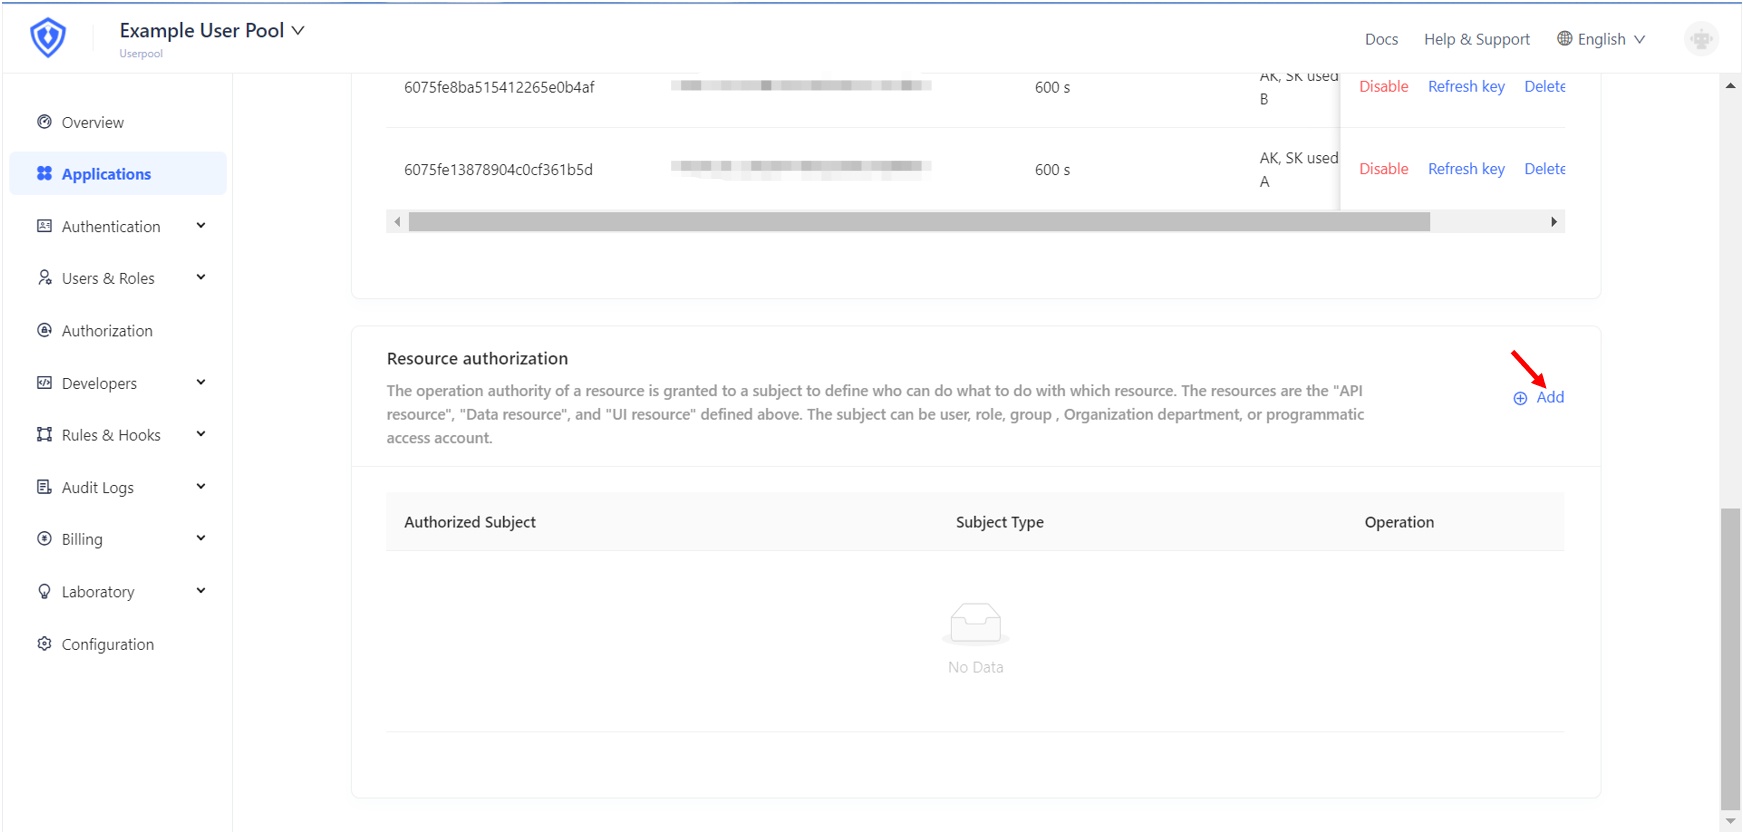 Example User Pool
Userpool
Docs
Help & Support
English
Overview
Applications
Authentication
Users & Roles
Authorization
Developers
Rules & Hooks
Audit Logs
Billing
Laboratory
Configuration
6075fe8ba515412265e0b4af
600 s
AK, SK used
B
Disable
Refresh key
Delete
6075fe13878904c0cf361b5d
600 s
AK, SK used
A
Disable
Refresh key
Delete
Resource authorization
The operation authority of a resource is granted to a subject to define who can do what to do with which resource. The resources are the "API
resource", "Data resource", and "UI resource" defined above. The subject can be user, role, group , Organization department, or programmatic
access account.
Add
Authorized Subject
Subject Type
Operation
No Data